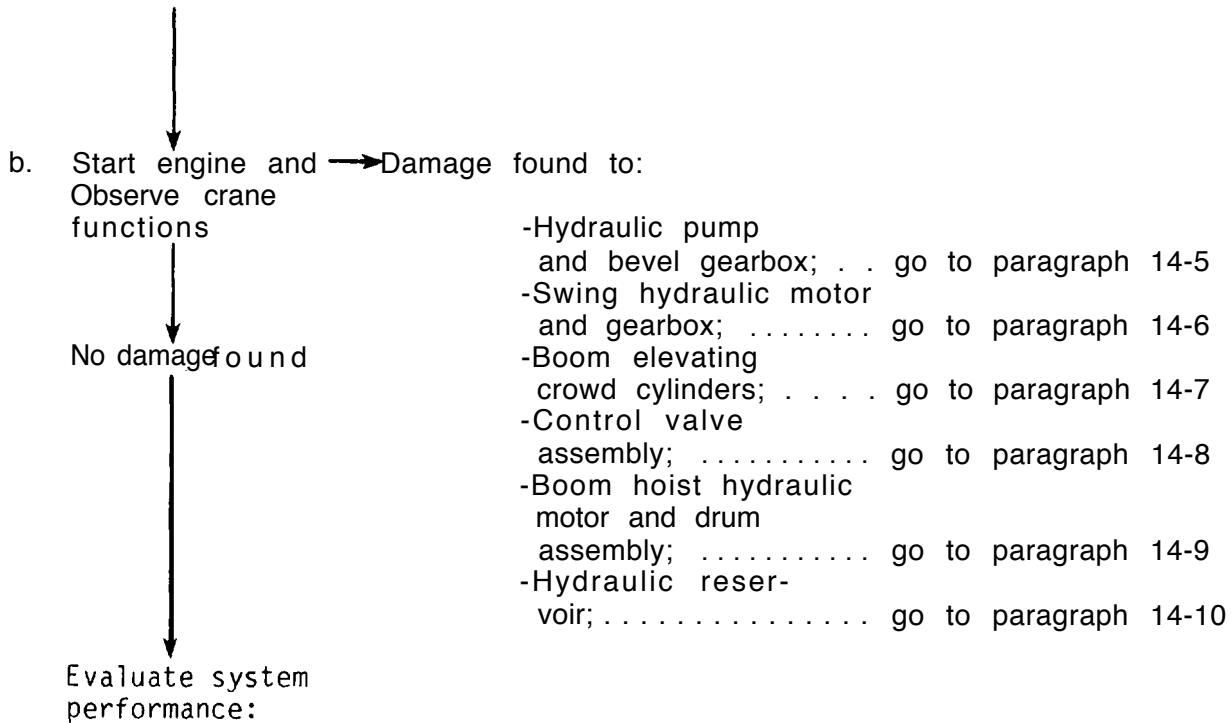 b. Start engine and Damage found to:
Observe crane
functions
-Hydraulic pump
and bevel gearbox; . . go to paragraph 14-5
-Swing hydraulic motor
and gearbox; ........ go to paragraph 14-6
No damage found
-Boom elevating
crowd cylinders; . . . . go to paragraph 14-7
-Control valve
assembly; ........... go to paragraph 14-8
-Boom hoist hydraulic
motor and drum
assembly; ........... go to paragraph 14-9
-Hydraulic reser-
voir; ............... go to paragraph 14-10
Evaluate system
performance: